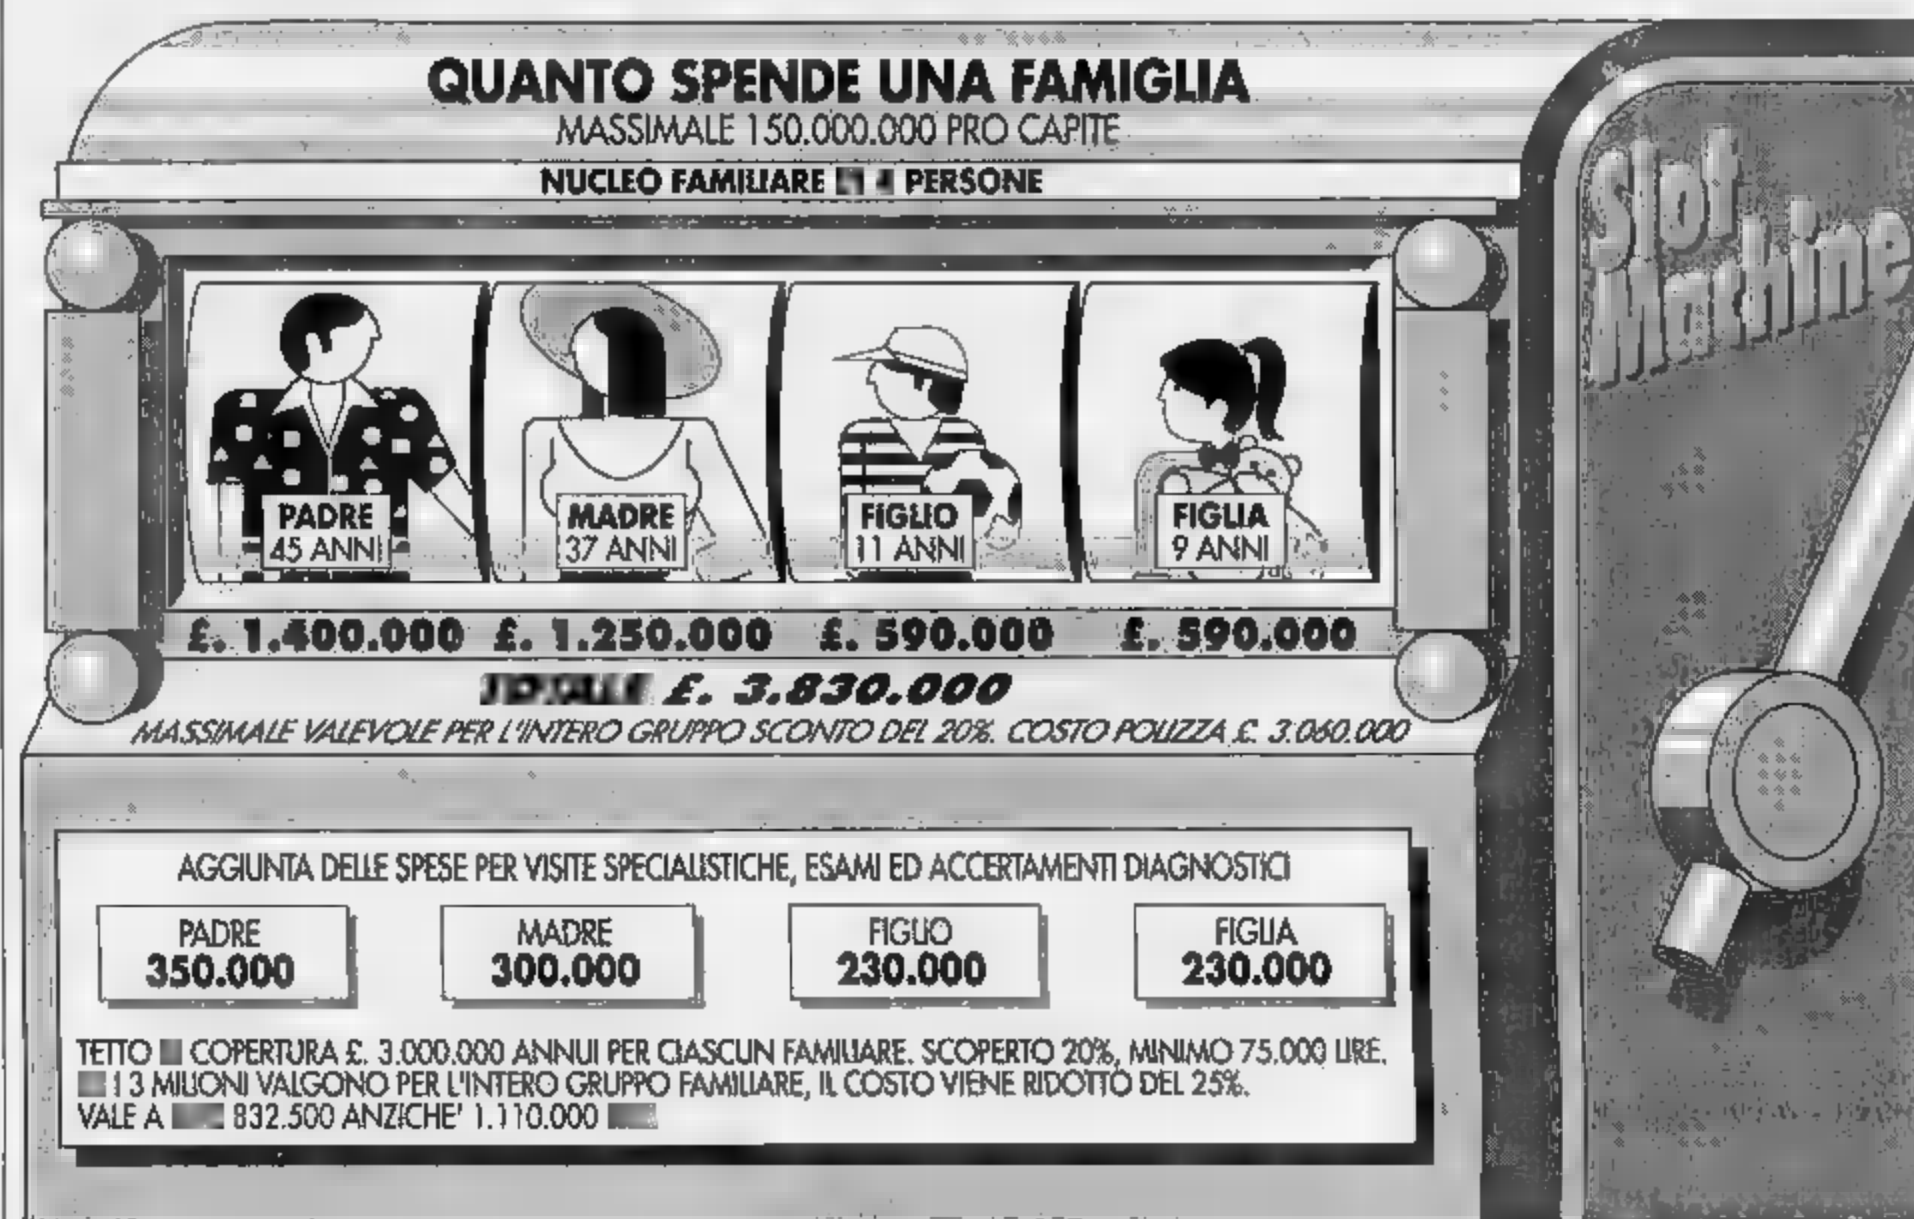 QUANTO SPENDE UNA FAMIGLIA
MASSIMALE 150.000.000 PRO CAPITE
NUCLEO FAMILIARE PERSONE
Slot
Machine
PADRE
45 ANNI
MADRE
37 ANNI
FIGLIO
11 ANNI
FIGLIA
9 ANNI
£. 1.400.000 £. 1.250.000 £. 590.000 £. 590.000
£. 3.830.000
MASSIMALE VALEVOLE PER L'INTERO GRUPPO SCONTO DEL 20%. COSTO POLIZZA £. 3.060.000
AGGIUNTA DELLE SPESE PER VISITE SPECIALISTICHE, ESAMI ED ACCERTAMENTI DIAGNOSTICI
PADRE
350.000
MADRE
300.000
FIGLIO
230.000
FIGLIA
230.000
TETTO COPERTURA £. 3.000.000 ANNUI PER CIASCUN FAMILIARE. SCOPERTO 20%, MINIMO 75.000 LIRE.
I 3 MILIONI VALGONO PER L'INTERO GRUPPO FAMILIARE, IL COSTO VIENE RIDOTTO DEL 25%.
VALE A 832.500 ANZICHE' 1.110.000